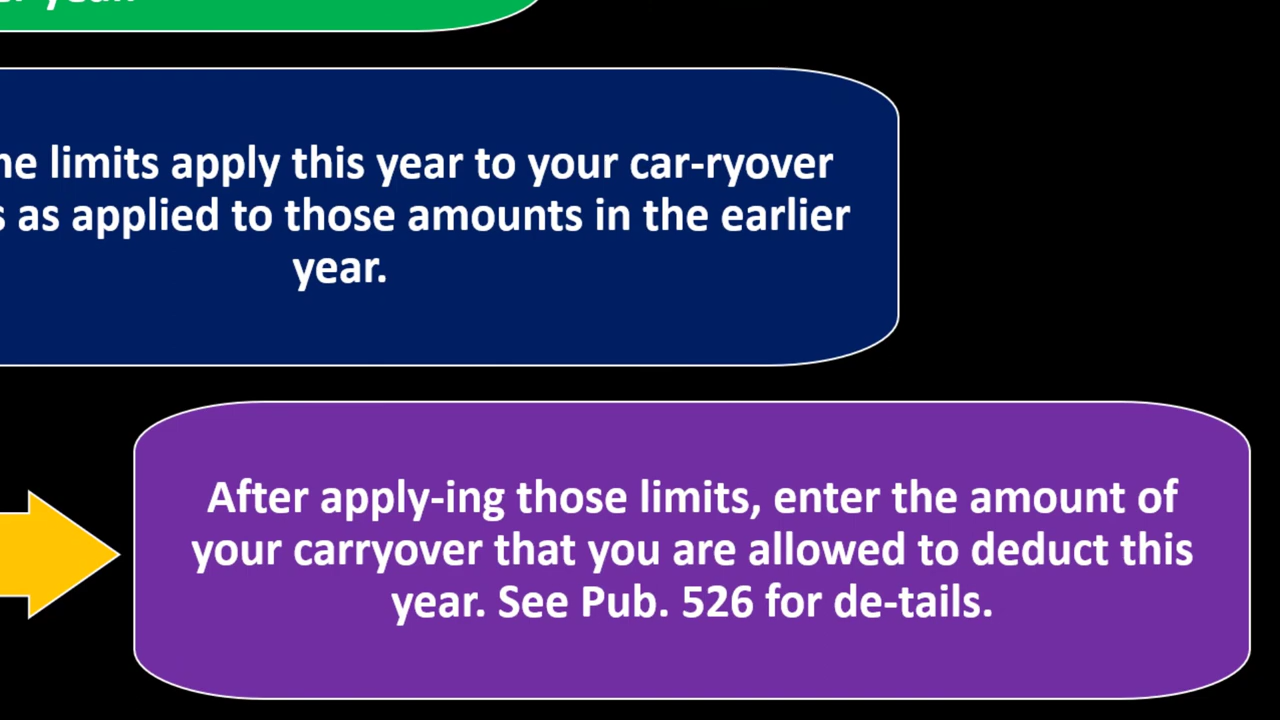 year.
limits apply this year to your car-ryover
as applied to those amounts in the earlier
year.
After apply-ing those limits, enter the amount of
your carryover that you are allowed to deduct this
year. See Pub. 526 for de-tails.